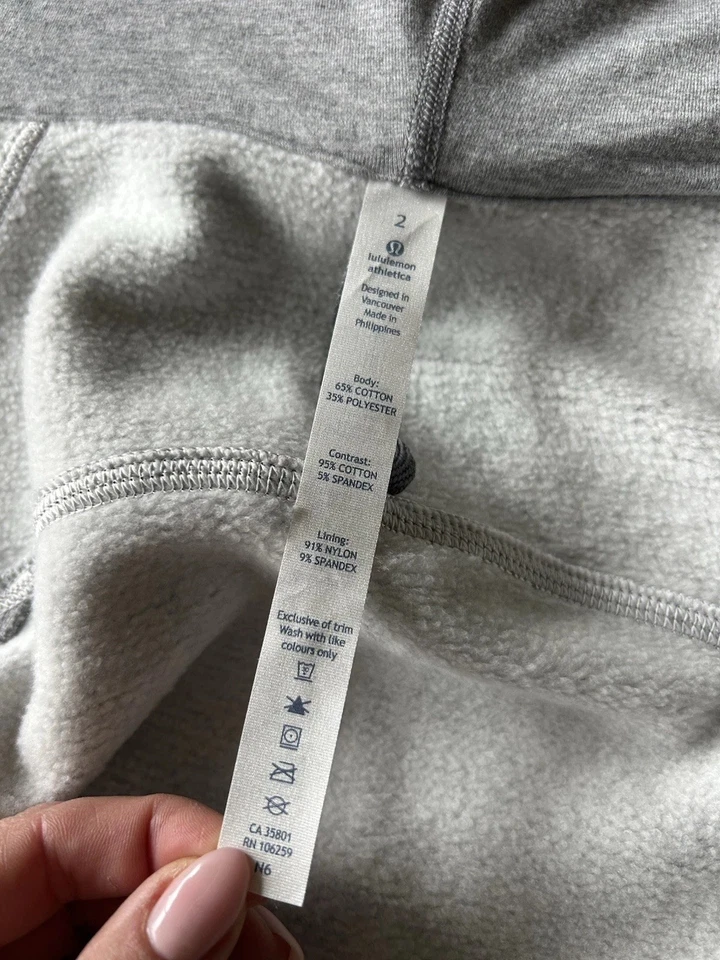 2
lululemon
athletica
Designed in
Vancouver
Made in
Philippines
Body:
65% COTTON
35% POLYESTER
Contrast:
95% COTTON
5% SPANDEX
Lining:
91% NYLON
9% SPANDEX
Exclusive of trim
Wash with like
colours only
CA 35801
RN 106259
N6